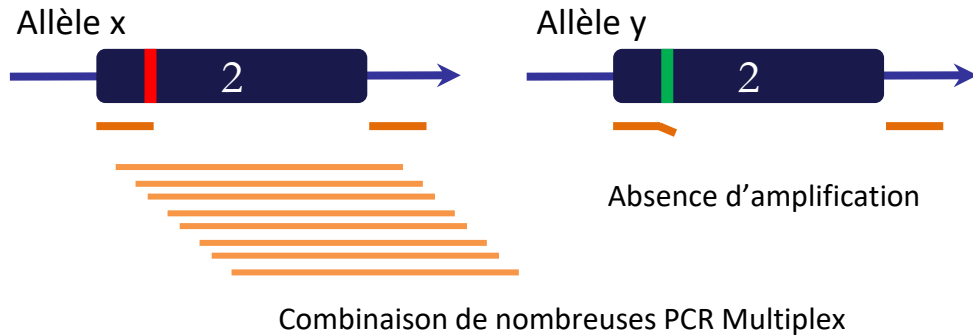 Allèle x
Allèle y
2
2
Absence d'amplification
Combinaison de nombreuses PCR Multiplex